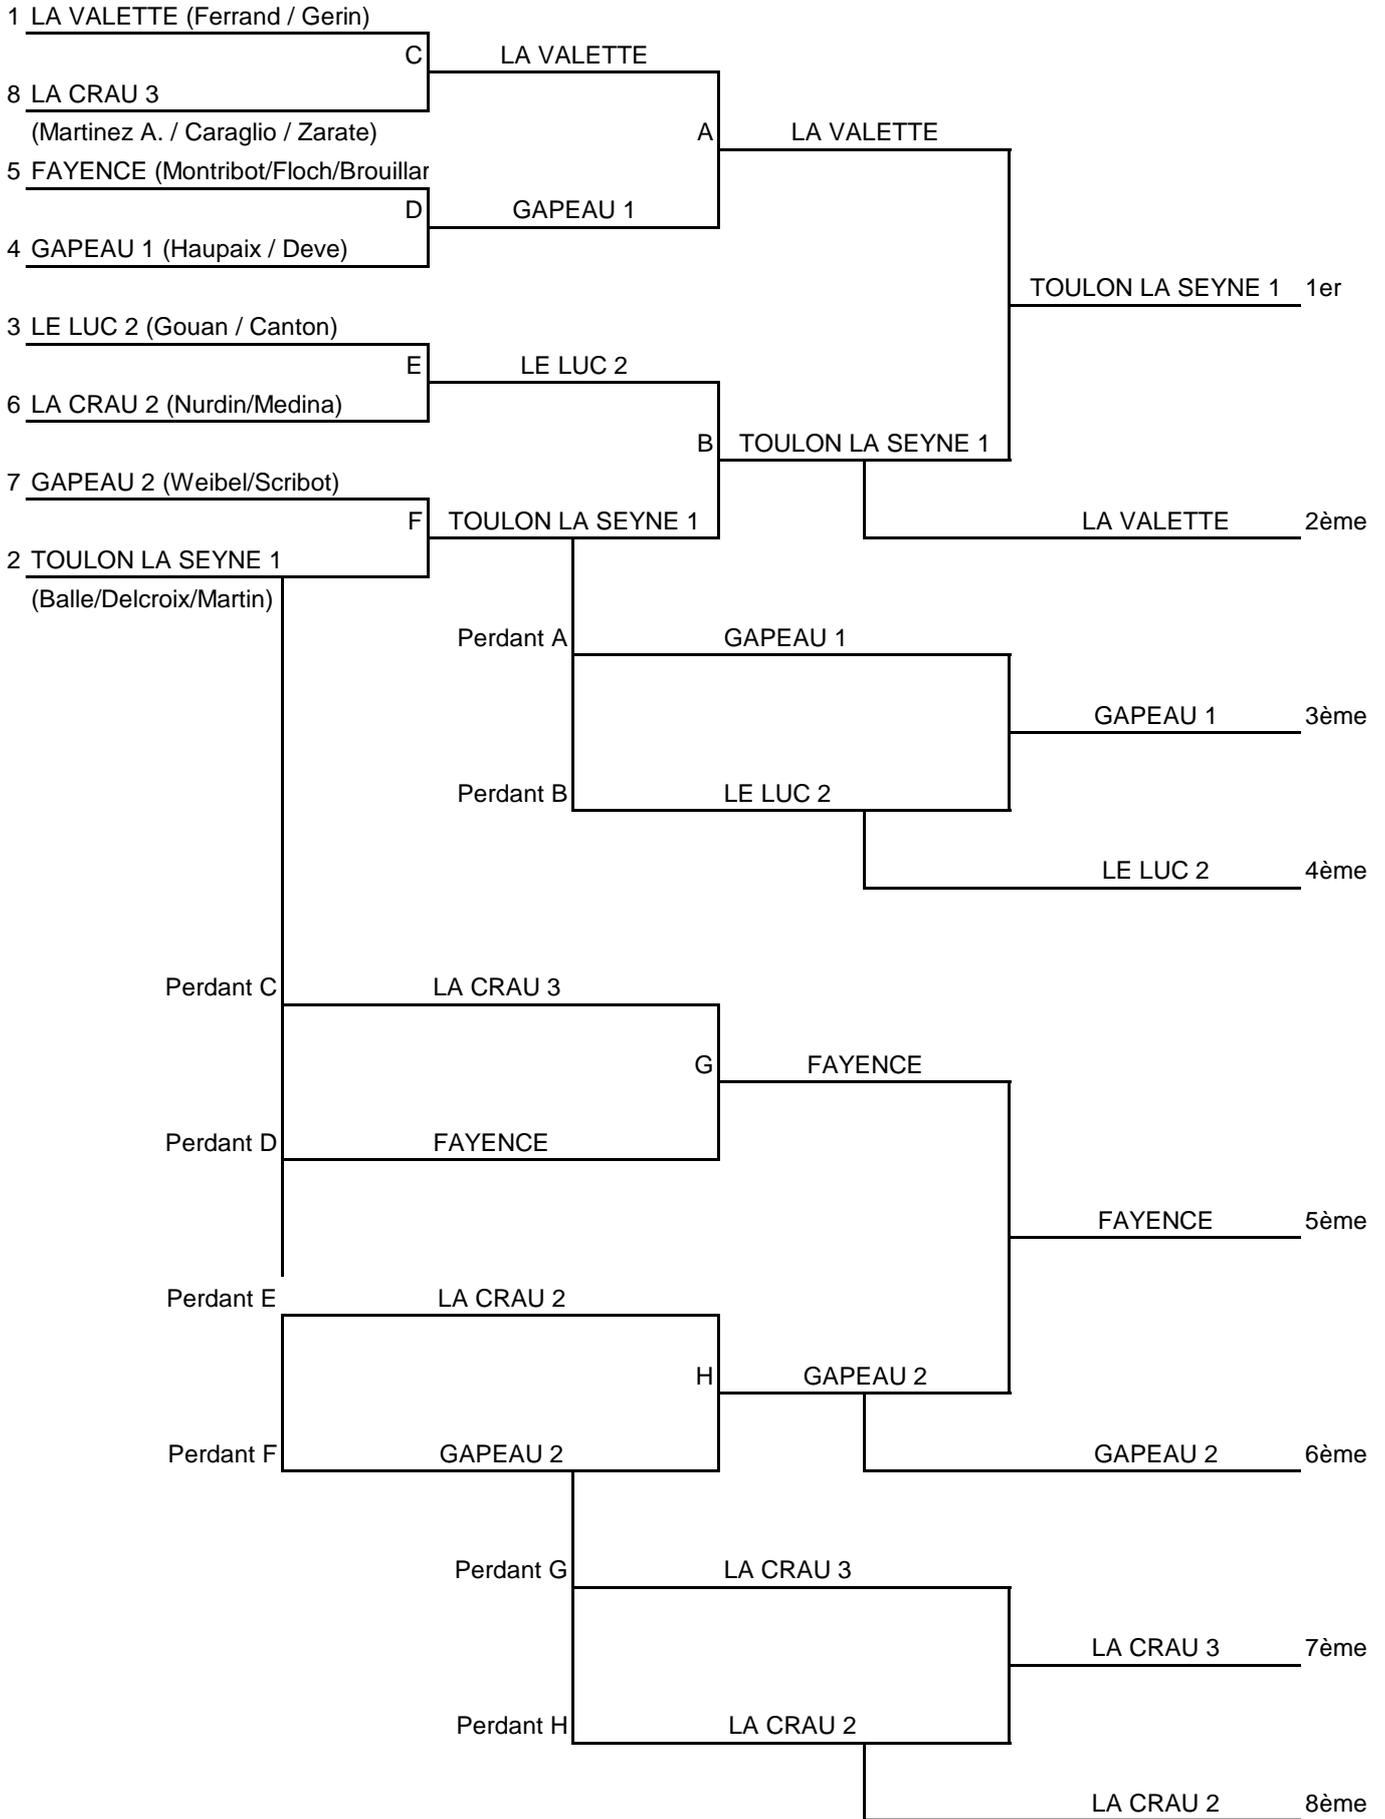 1 LA VALETTE (Ferrand / Gerin)
C LA VALETTE
8 LA CRAU 3
(Martinez A. / Caraglio / Zarate)
A LA VALETTE
5 FAYENCE (Montribot/Floch/Brouillar
D GAPEAU 1
4 GAPEAU 1 (Haupaix / Deve)
TOULON LA SEYNE 1 1er
3 LE LUC 2 (Gouan / Canton)
E LE LUC 2
6 LA CRAU 2 (Nurdin/Medina)
B TOULON LA SEYNE 1
7 GAPEAU 2 (Weibel/Scribot)
F TOULON LA SEYNE 1
LA VALETTE 2ème
2 TOULON LA SEYNE 1
(Balle/Delcroix/Martin)
Perdant A GAPEAU 1
GAPEAU 1 3ème
Perdant B LE LUC 2
LE LUC 2 4ème
Perdant C LA CRAU 3
G FAYENCE
Perdant D FAYENCE
FAYENCE 5ème
Perdant E LA CRAU 2
H GAPEAU 2
Perdant F GAPEAU 2
GAPEAU 2 6ème
Perdant G LA CRAU 3
LA CRAU 3 7ème
Perdant H LA CRAU 2
LA CRAU 2 8ème